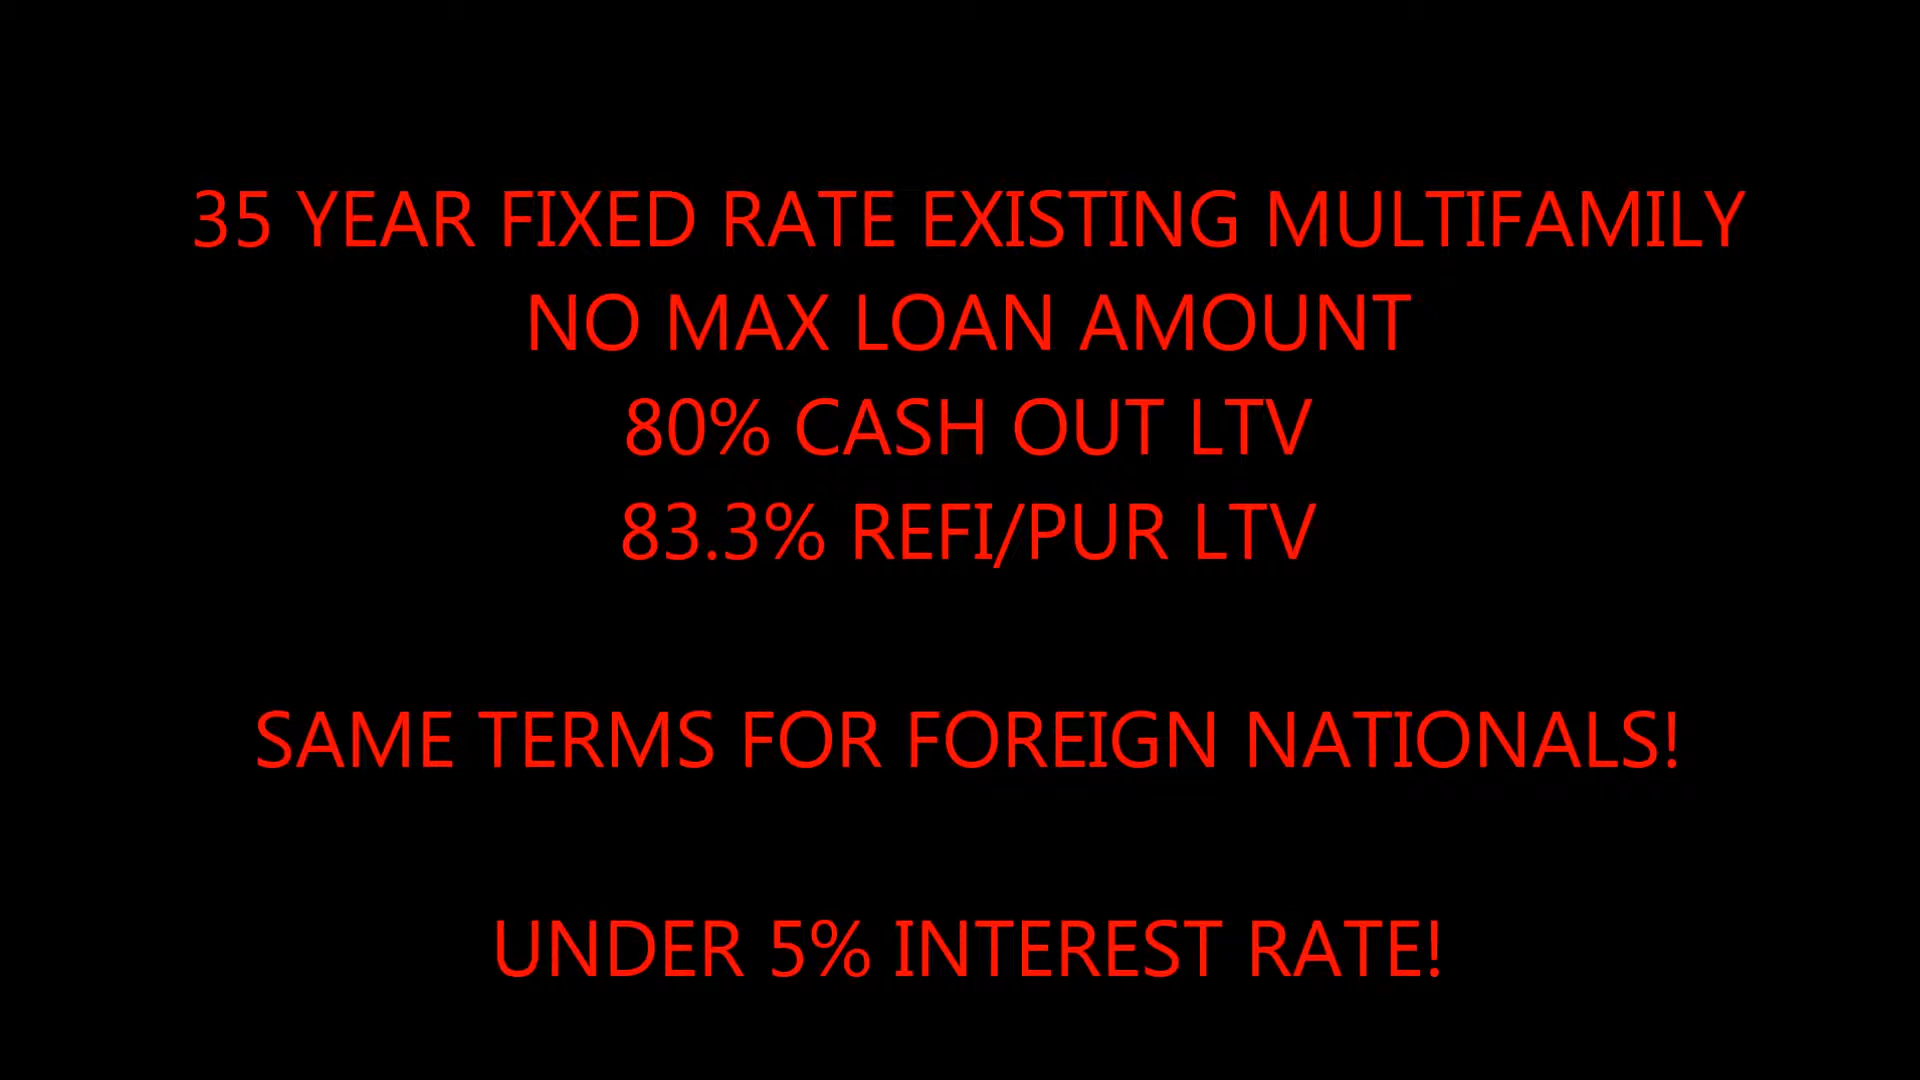 35 YEAR FIXED RATE EXISTING MULTIFAMILY
NO MAX LOAN AMOUNT
80% CASH OUT LTV
83.3% REFI/PUR LTV
SAME TERMS FOR FOREIGN NATIONALS!
UNDER 5% INTEREST RATE!